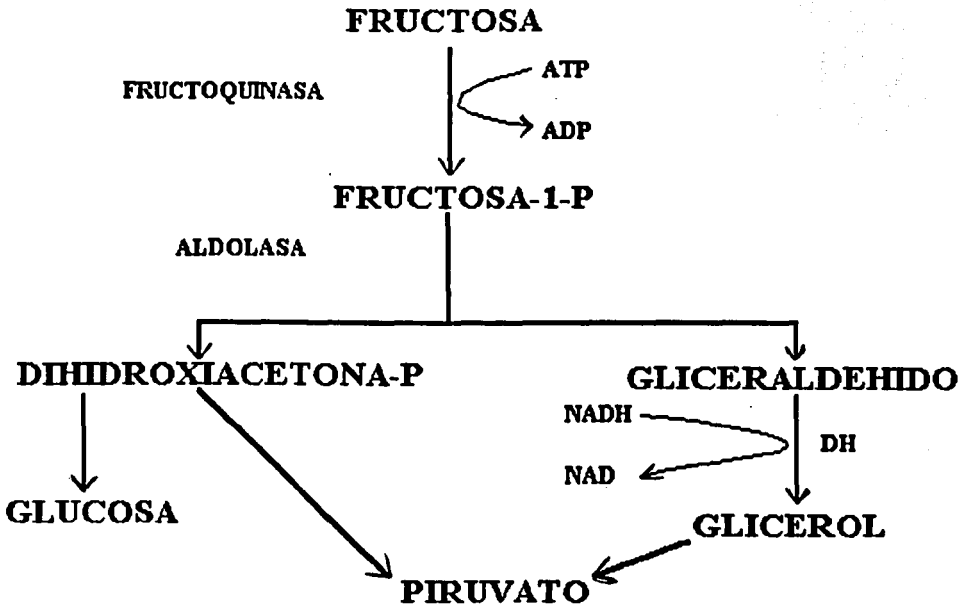 FRUCTOSA
ATP
FRUCTOQUINASA
ADP
FRUCTOSA-1-P
ALDOLASA
DIHIDROXIACETONA-P
GLICERALDEHIDO
NADH
DH
NAD
GLUCOSA
GLICEROL
PIRUVATO